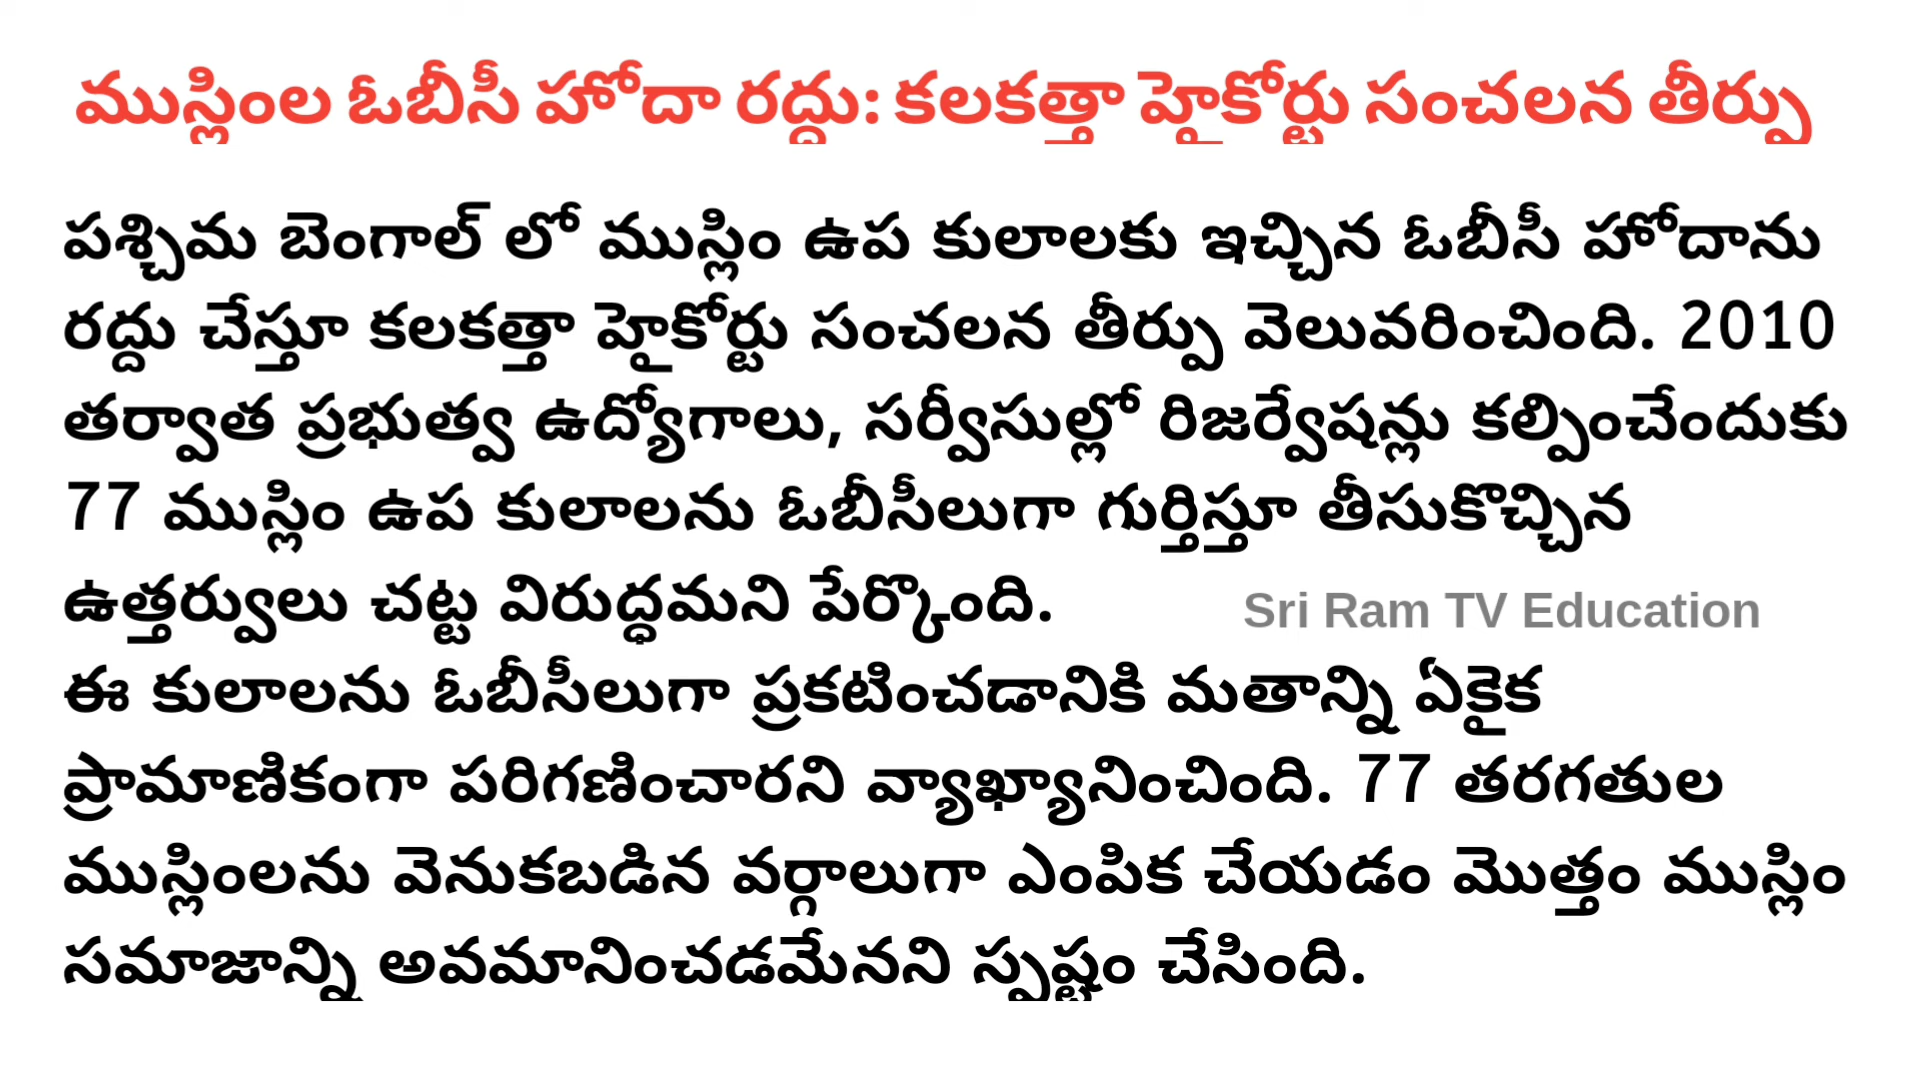 ముస్లింల ఓబీసీ హోదా రద్దు: కలకత్తా హైకోర్టు సంచలన తీర్పు
పశ్చిమ బెంగాల్ లో ముస్లిం ఉప కులాలకు ఇచ్చిన ఓబీసీ హోదాను
రద్దు చేస్తూ కలకత్తా హైకోర్టు సంచలన తీర్పు వెలువరించింది. 2010
తర్వాత ప్రభుత్వ ఉద్యోగాలు, సర్వీసుల్లో రిజర్వేషన్లు కల్పించేందుకు
77 ముస్లిం ఉప కులాలను ఓబీసీలుగా గుర్తిస్తూ తీసుకొచ్చిన
ఉత్తర్వులు చట్ట విరుద్ధమని పేర్కొంది.
Sri Ram TV Education
ఈ కులాలను ఓబీసీలుగా ప్రకటించడానికి మతాన్ని ఏకైక
ప్రామాణికంగా పరిగణించారని వ్యాఖ్యానించింది. 77 తరగతుల
ముస్లింలను వెనుకబడిన వర్గాలుగా ఎంపిక చేయడం మొత్తం ముస్లిం
సమాజాన్ని అవమానించడమేనని స్పష్టం చేసింది.